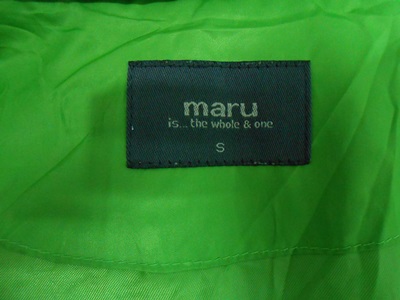 maru
is... the whole & one
S